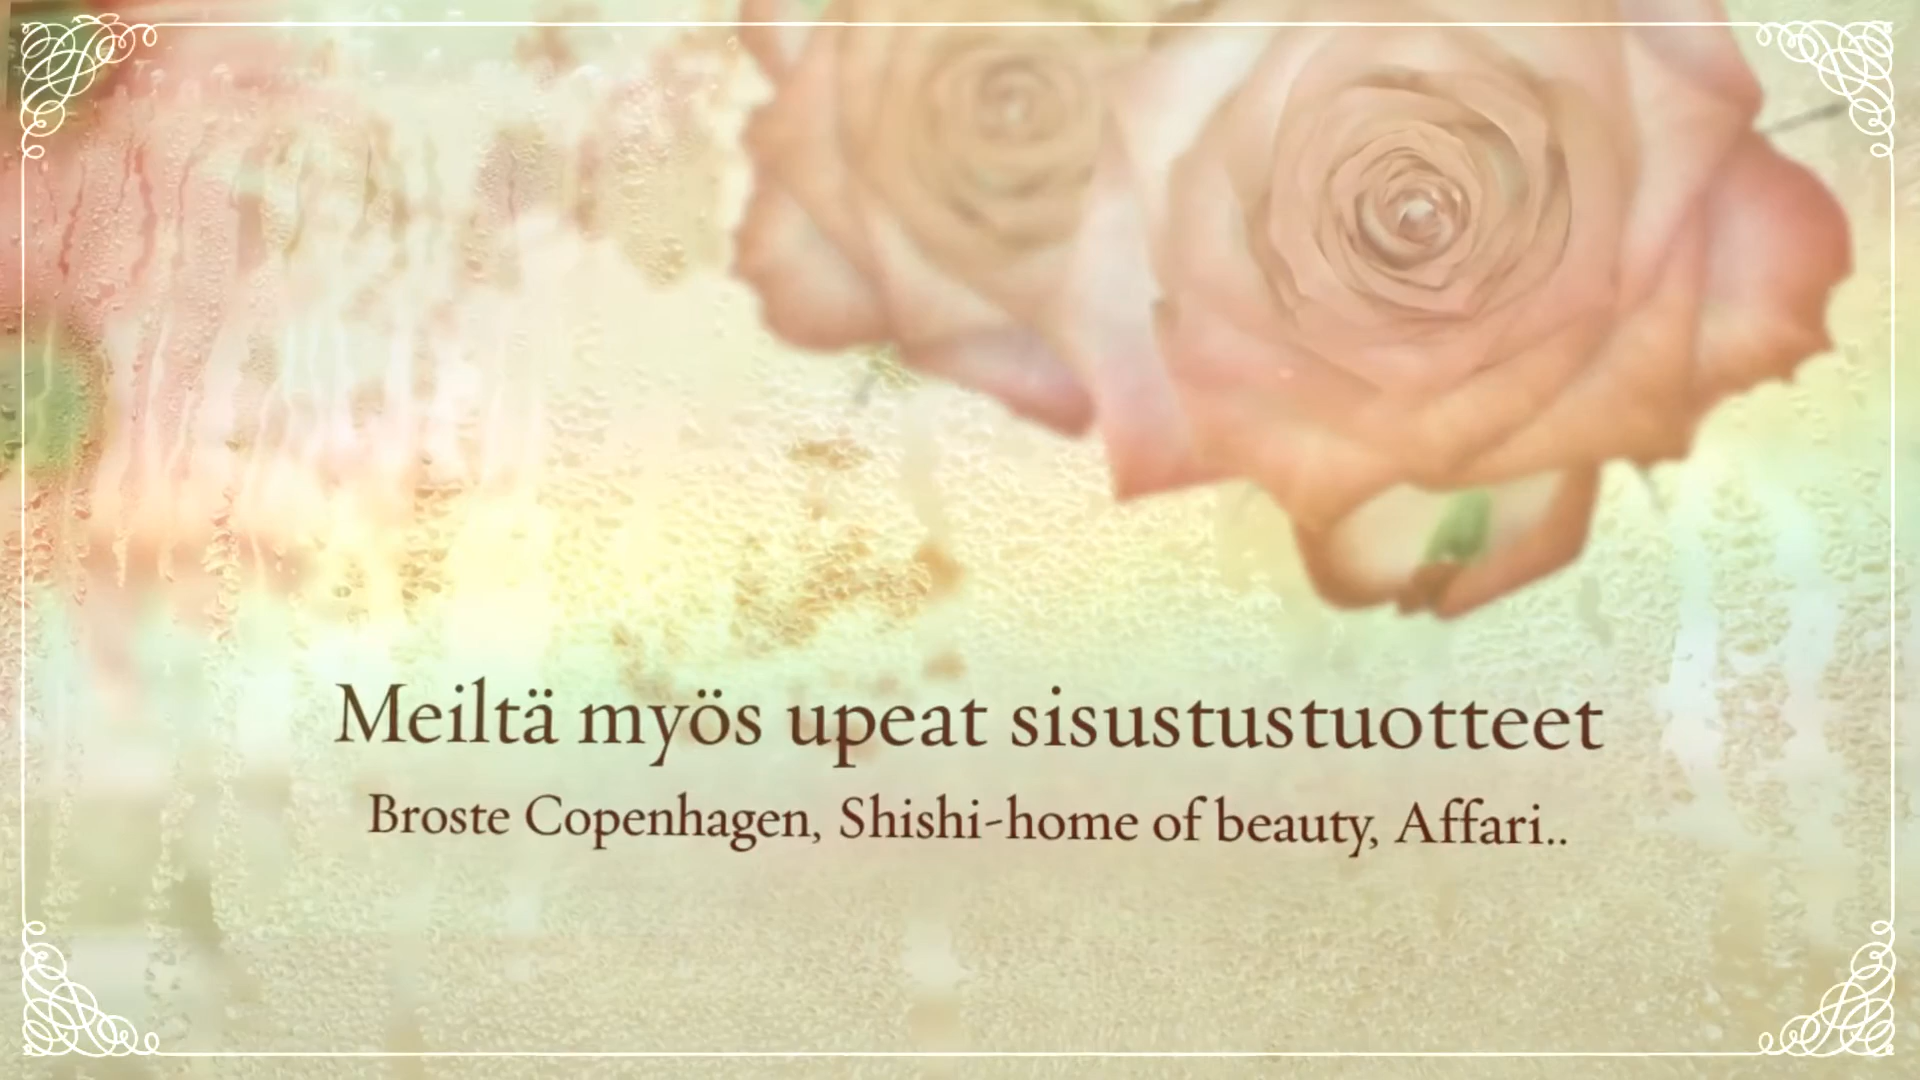 Meiltä myös upeat sisustustuotteet
Broste Copenhagen, Shishi-home of beauty, Affari..